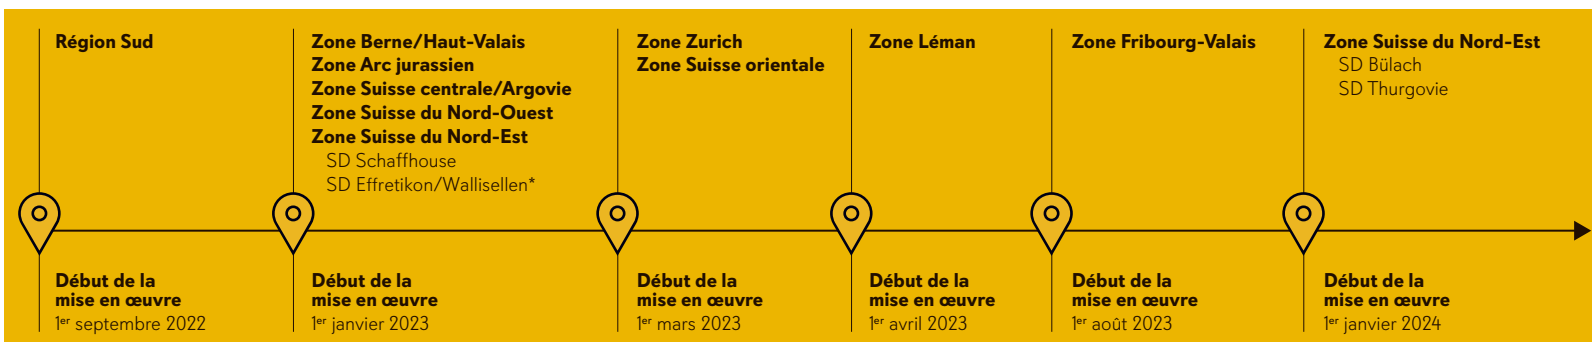 Région Sud
Zone Berne/Haut-Valais
Zone Arc jurassien
Zone Suisse centrale/Argovie
Zone Suisse du Nord-Ouest
Zone Suisse du Nord-Est
SD Schaffhouse
SD Effretikon/Wallisellen*
Zone Zurich
Zone Suisse orientale
Zone Léman
Zone Fribourg-Valais
Zone Suisse du Nord-Est
SD Bülach
SD Thurgovie
Début de la
mise en œuvre
1er septembre 2022
Début de la
mise en œuvre
1er janvier 2023
Début de la
mise en œuvre
1er mars 2023
Début de la
mise en œuvre
1er avril 2023
Début de la
mise en œuvre
1er août 2023
Début de la
mise en œuvre
1er janvier 2024